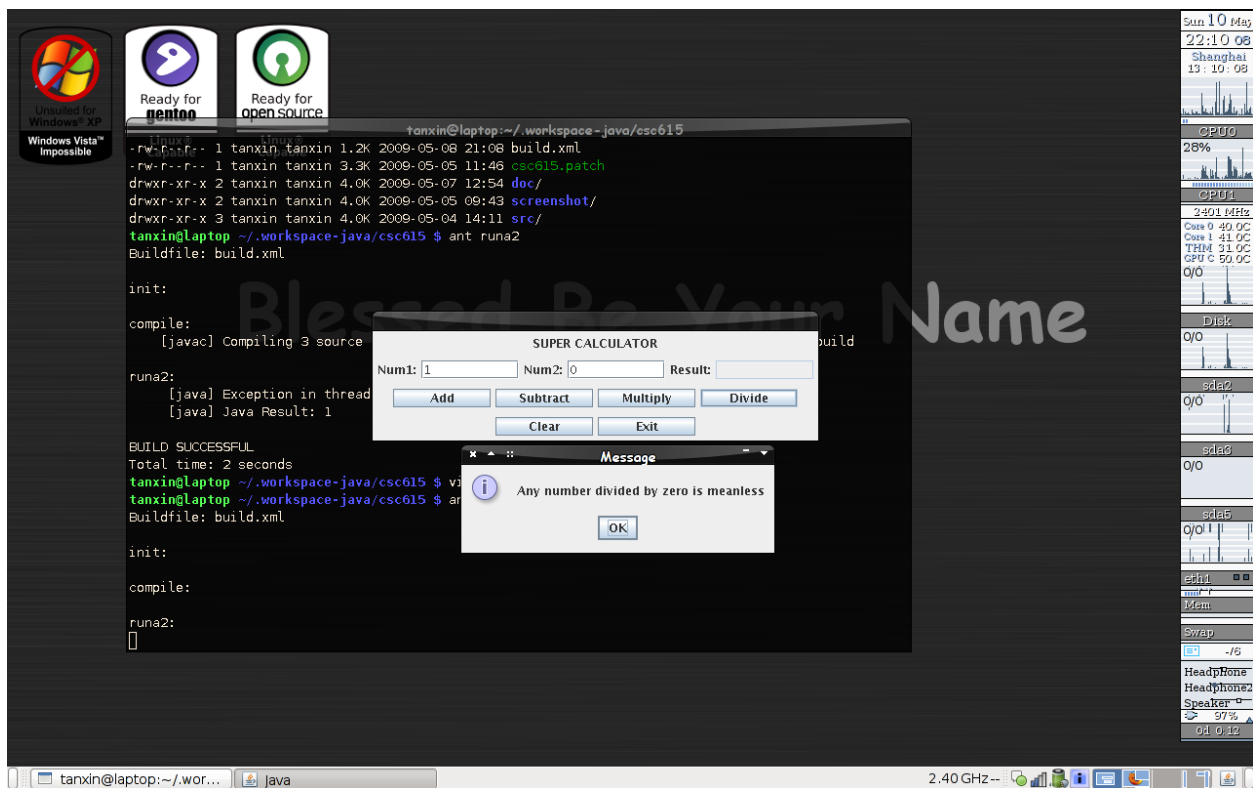 Unsuited for
Windows® XP
Windows Vista™
Impossible
Ready for
gentoo
Linux®
Capable
Ready for
open source
Linux®
capable
Blessed Be Your Name
tanxin@laptop:~/.workspace-java/csc615
-rw-r--r-- 1 tanxin tanxin 1.2K 2009-05-08 21:08 build.xml
-rw-r--r-- 1 tanxin tanxin 3.3K 2009-05-05 11:46 csc615.patch
drwxr-xr-x 2 tanxin tanxin 4.0K 2009-05-07 12:54 doc/
drwxr-xr-x 2 tanxin tanxin 4.0K 2009-05-05 09:43 screenshot/
drwxr-xr-x 3 tanxin tanxin 4.0K 2009-05-04 14:11 src/
tanxin@laptop ~/.workspace-java/csc615 $ ant runa2
Buildfile: build.xml
init:
compile:
[javac] Compiling 3 source build
runa2:
[java] Exception in thread
[java] Java Result: 1
BUILD SUCCESSFUL
Total time: 2 seconds
tanxin@laptop ~/.workspace-java/csc615 $ vi
tanxin@laptop ~/.workspace-java/csc615 $ an
Buildfile: build.xml
init:
compile:
runa2:
SUPER CALCULATOR
Num1: 1 Num2: 0 Result:
Add Subtract Multiply Divide
Clear Exit
Message
Any number divided by zero is meanless
OK
Sun 10 May
22:10 08
Shanghai
13:10:08
CPU0
28%
CPU1
2401 MHz
Core 0 40.0C
Core 1 41.0C
THM 31.0C
GPU C 50.0C
0/0
Disk
0/0
sda2
0/0
sda3
0/0
sda5
0/0
eth1
Mem
Swap
-/6
Headphone
Headphone2
Speaker
97%
0d 0:12
tanxin@laptop:~/.wor... Java 2.40 GHz--